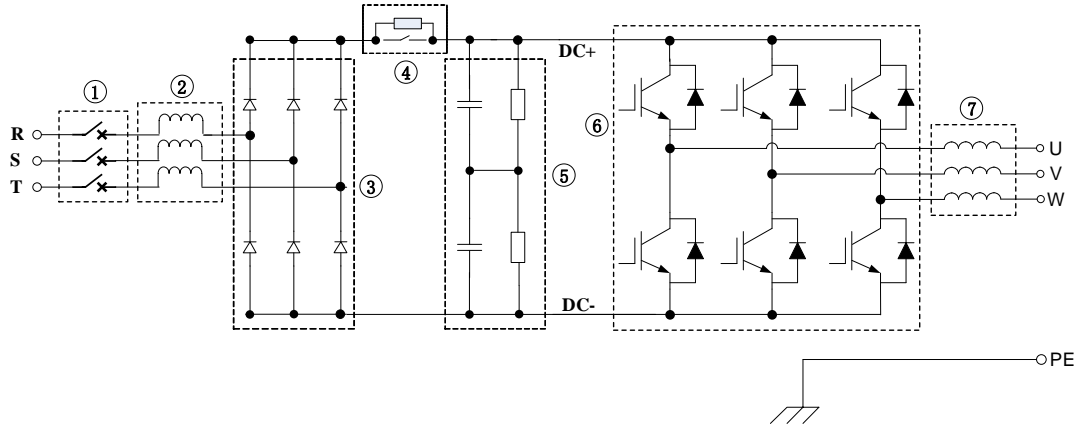 ④
DC+
①
②
⑥
⑦
R
S
T
③
⑤
U
V
W
DC-
PE